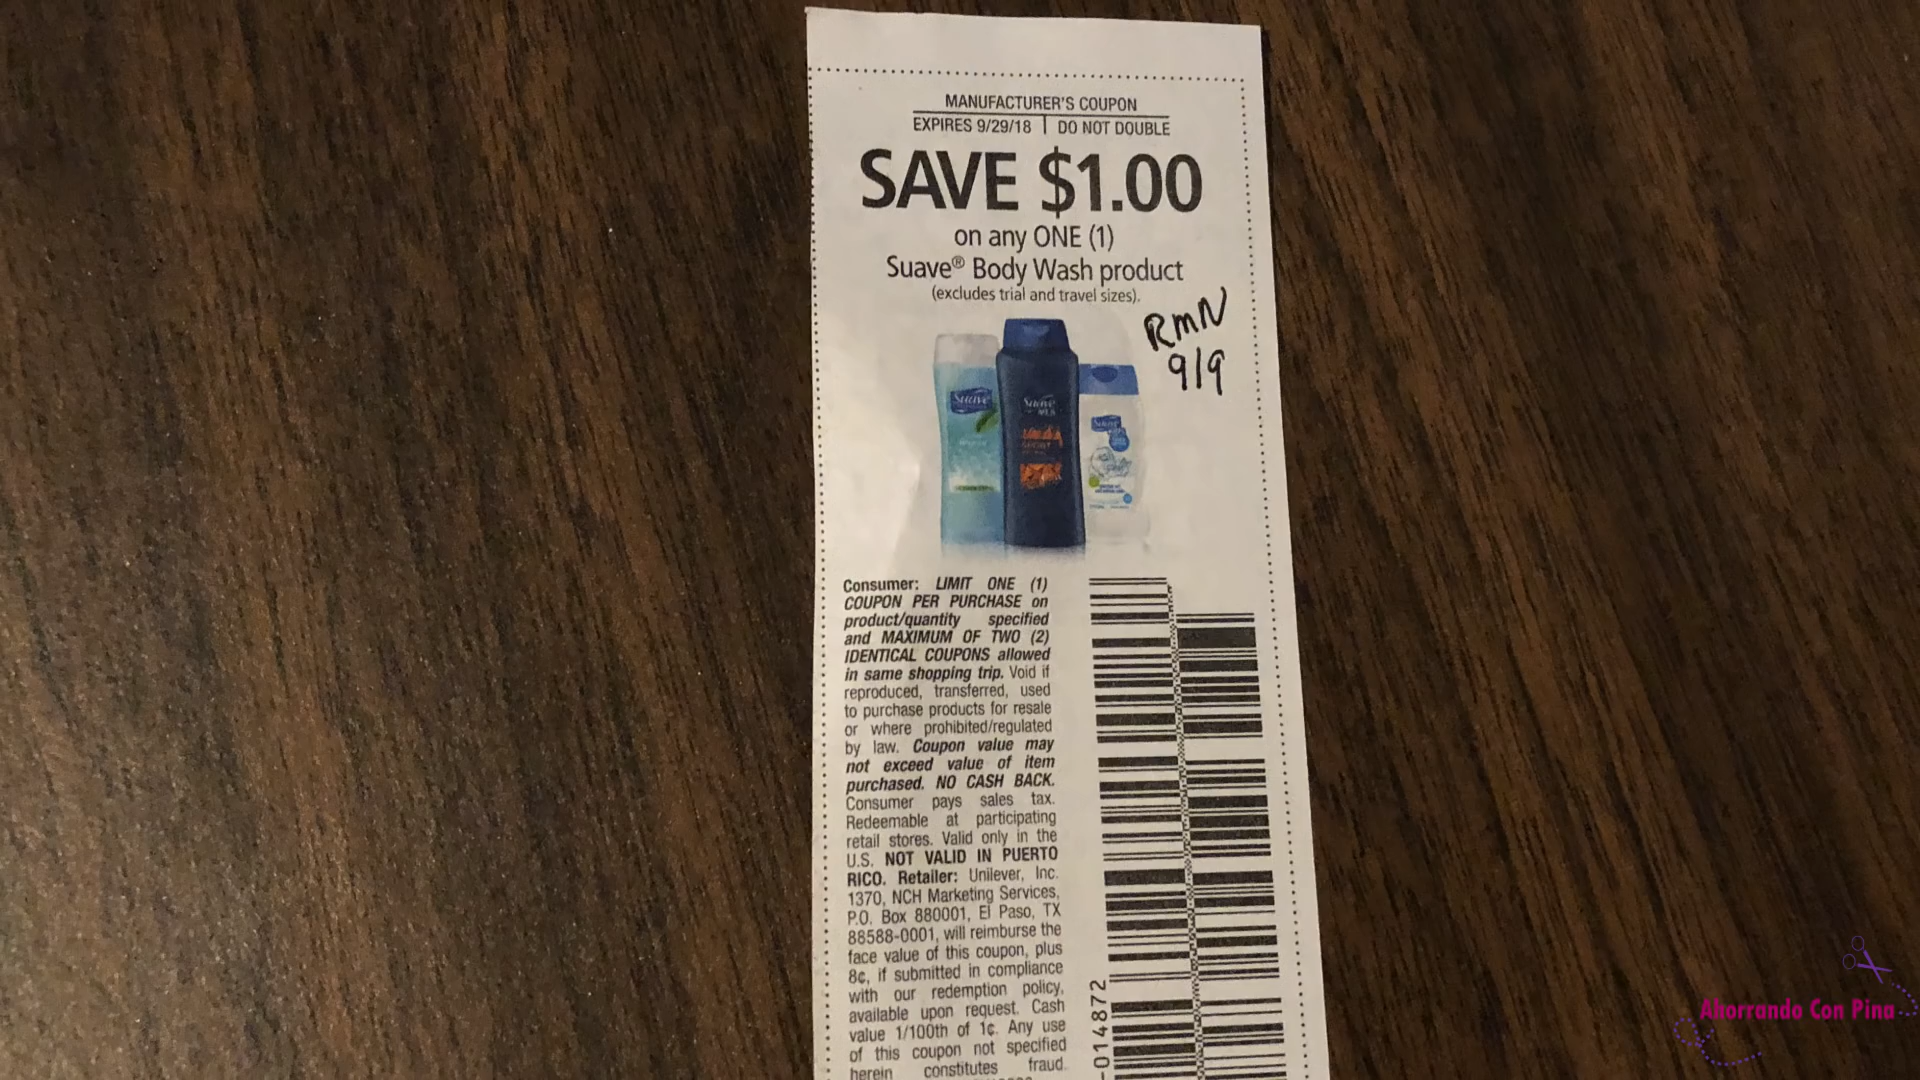 MANUFACTURER'S COUPON
EXPIRES 9/29/18 | DO NOT DOUBLE
SAVE $1.00
on any ONE (1)
Suave® Body Wash product
(excludes trial and travel sizes).
RMN
9/9
Suave
Suave
MEN
SPORT
Suave
Consumer: LIMIT ONE (1)
COUPON PER PURCHASE on
product/quantity specified
and MAXIMUM OF TWO (2)
IDENTICAL COUPONS allowed
in same shopping trip. Void if
reproduced, transferred, used
to purchase products for resale
or where prohibited/regulated
by law. Coupon value may
not exceed value of item
purchased. NO CASH BACK.
Consumer pays sales tax.
Redeemable at participating
retail stores. Valid only in the
U.S. NOT VALID IN PUERTO
RICO. Retailer: Unilever, Inc.
1370, NCH Marketing Services,
P.O. Box 880001, El Paso, TX
88588-0001, will reimburse the
face value of this coupon, plus
8¢, if submitted in compliance
with our redemption policy,
available upon request. Cash
value 1/100th of 1¢. Any use
of this coupon not specified
herein constitutes fraud.
-014872
Ahorrando Con Pina